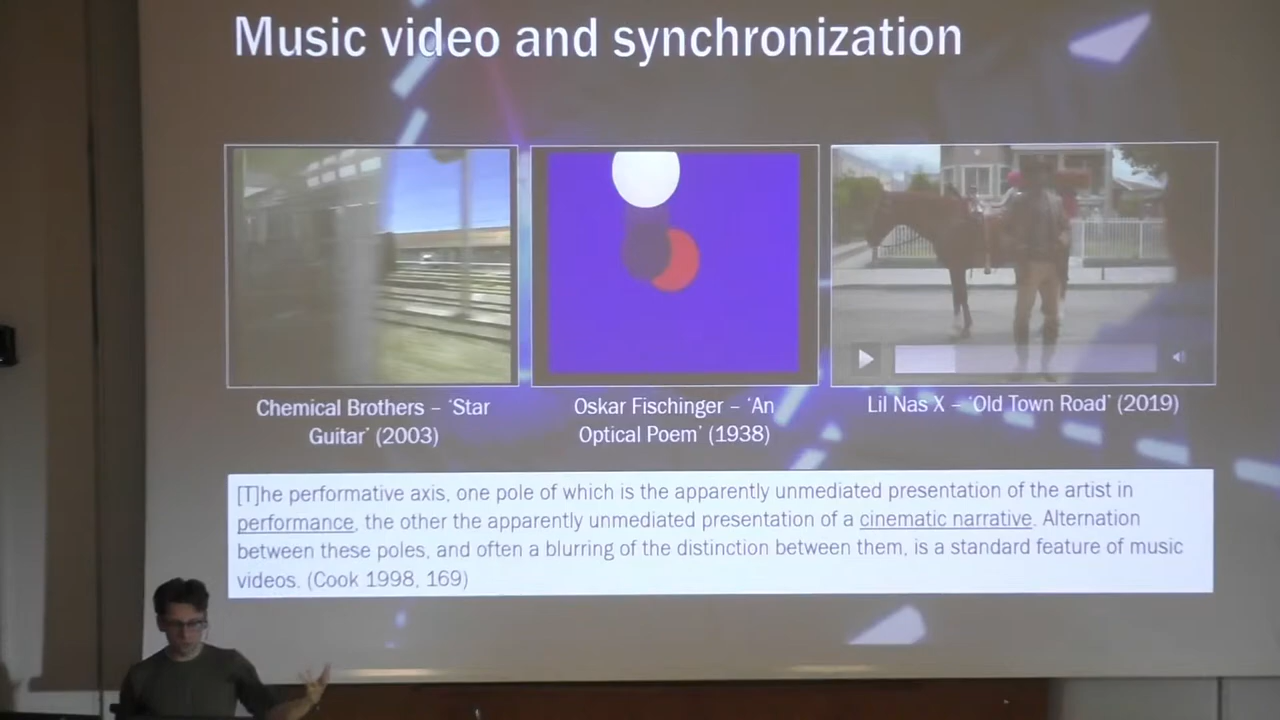 Music video and synchronization
Chemical Brothers – ‘Star
Guitar’ (2003)
Oskar Fischinger – ‘An
Optical Poem’ (1938)
Lil Nas X – ‘Old Town Road’ (2019)
[T]he performative axis, one pole of which is the apparently unmediated presentation of the artist in
performance, the other the apparently unmediated presentation of a cinematic narrative. Alternation
between these poles, and often a blurring of the distinction between them, is a standard feature of music
videos. (Cook 1998, 169)